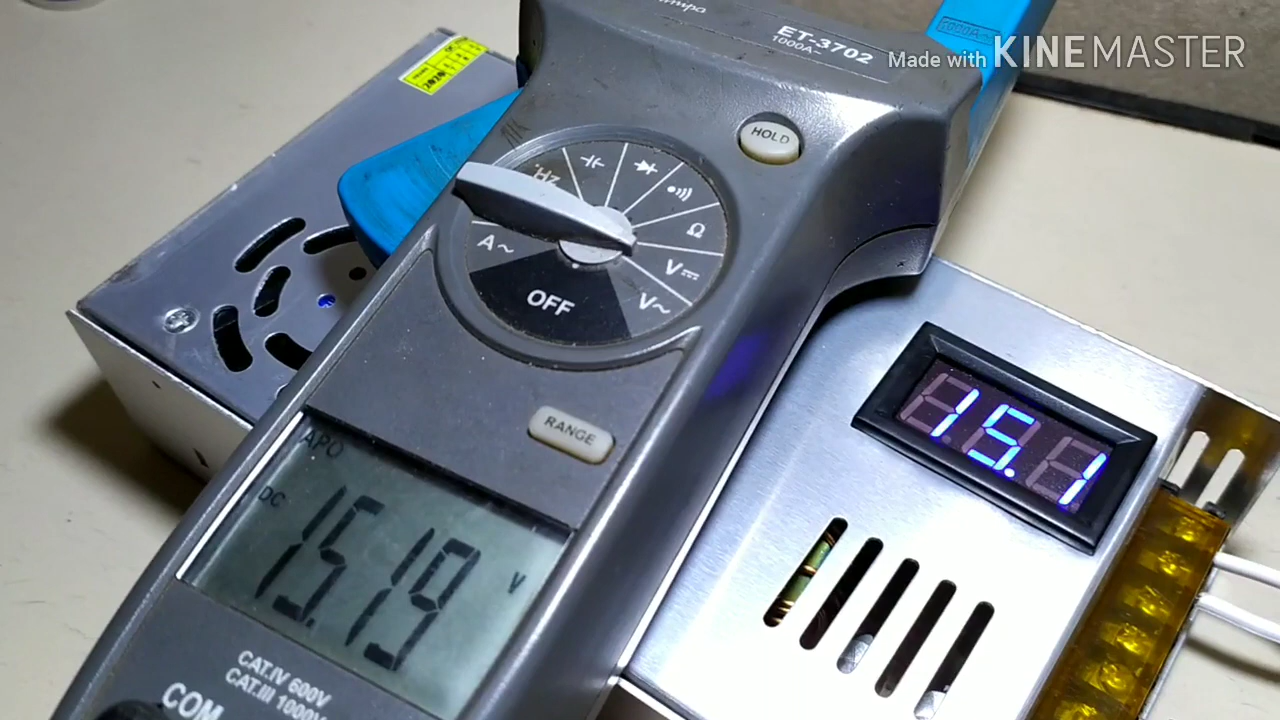 ET-3702
1000A~
1000A~
Made with KINEMASTER
HOLD
Hz
Ω
A~
V
V~
OFF
RANGE
APO
DC
15.19
V
15.1
CAT.IV 600V
CAT.III 1000V
COM